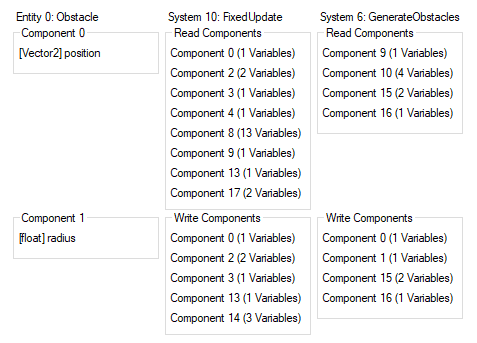 Entity 0: Obstacle
Component 0
[Vector2] position
Component 1
[float] radius
System 10: FixedUpdate
Read Components
Component 0 (1 Variables)
Component 2 (2 Variables)
Component 3 (1 Variables)
Component 4 (1 Variables)
Component 8 (13 Variables)
Component 9 (1 Variables)
Component 13 (1 Variables)
Component 17 (2 Variables)
Write Components
Component 0 (1 Variables)
Component 2 (2 Variables)
Component 3 (1 Variables)
Component 13 (1 Variables)
Component 14 (3 Variables)
System 6: GenerateObstacles
Read Components
Component 9 (1 Variables)
Component 10 (4 Variables)
Component 15 (2 Variables)
Component 16 (1 Variables)
Write Components
Component 0 (1 Variables)
Component 1 (1 Variables)
Component 15 (2 Variables)
Component 16 (1 Variables)